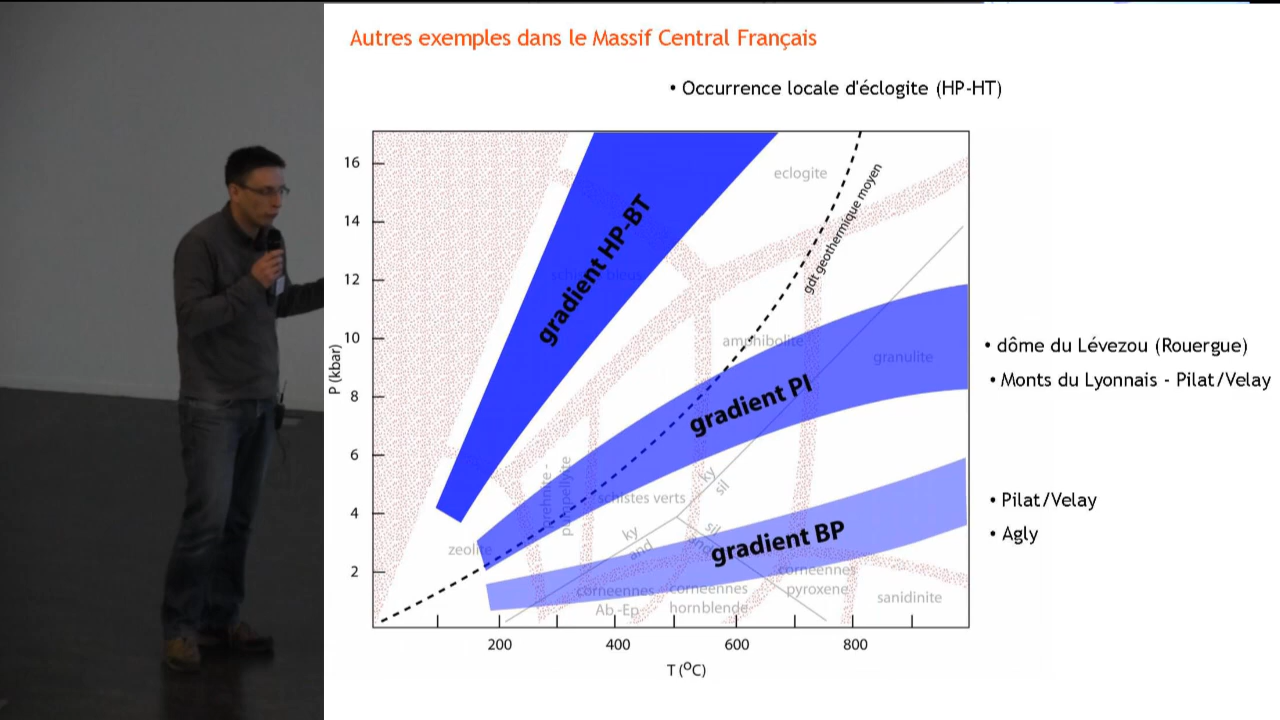 Autres exemples dans le Massif Central Français
• Occurrence locale d'éclogite (HP-HT)
P (kbar)
16
14
12
10
8
6
4
2
200
400
600
800
T (°C)
gradient HP-BT
schistes bleus
eclogite
gdt geothermique moyen
amphibolite
granulite
gradient PI
prehnite -
pumpellyite
schistes verts
ky
sil
zeolite
ky
and
sil
and
gradient BP
corneennes
Ab -Ep
corneennes
hornblende
corneennes
pyroxene
sanidinite
• dôme du Lévezou (Rouergue)
• Monts du Lyonnais - Pilat/Velay
• Pilat/Velay
• Agly